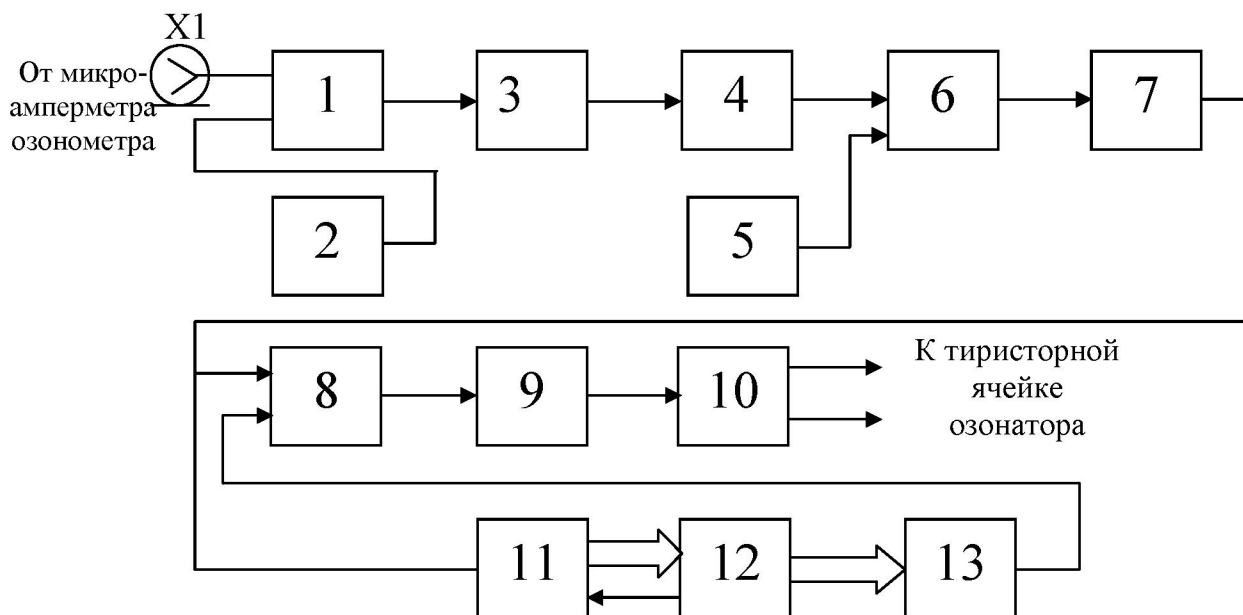 X1
От микро-
амперметра
озонометра
1
3
4
6
7
2
5
8
9
10
К тиристорной
ячейке
озонатора
11
12
13